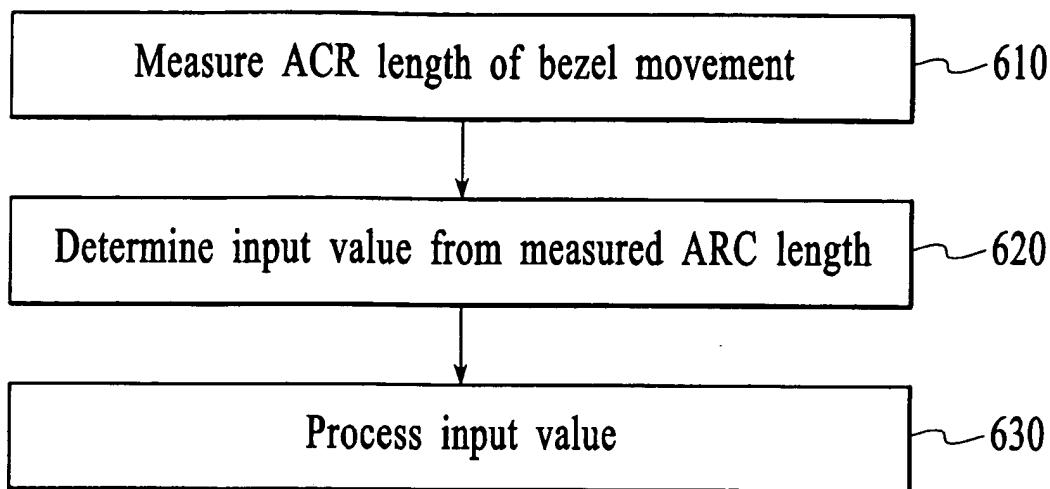 Measure ACR length of bezel movement
610
Determine input value from measured ARC length
620
Process input value
630